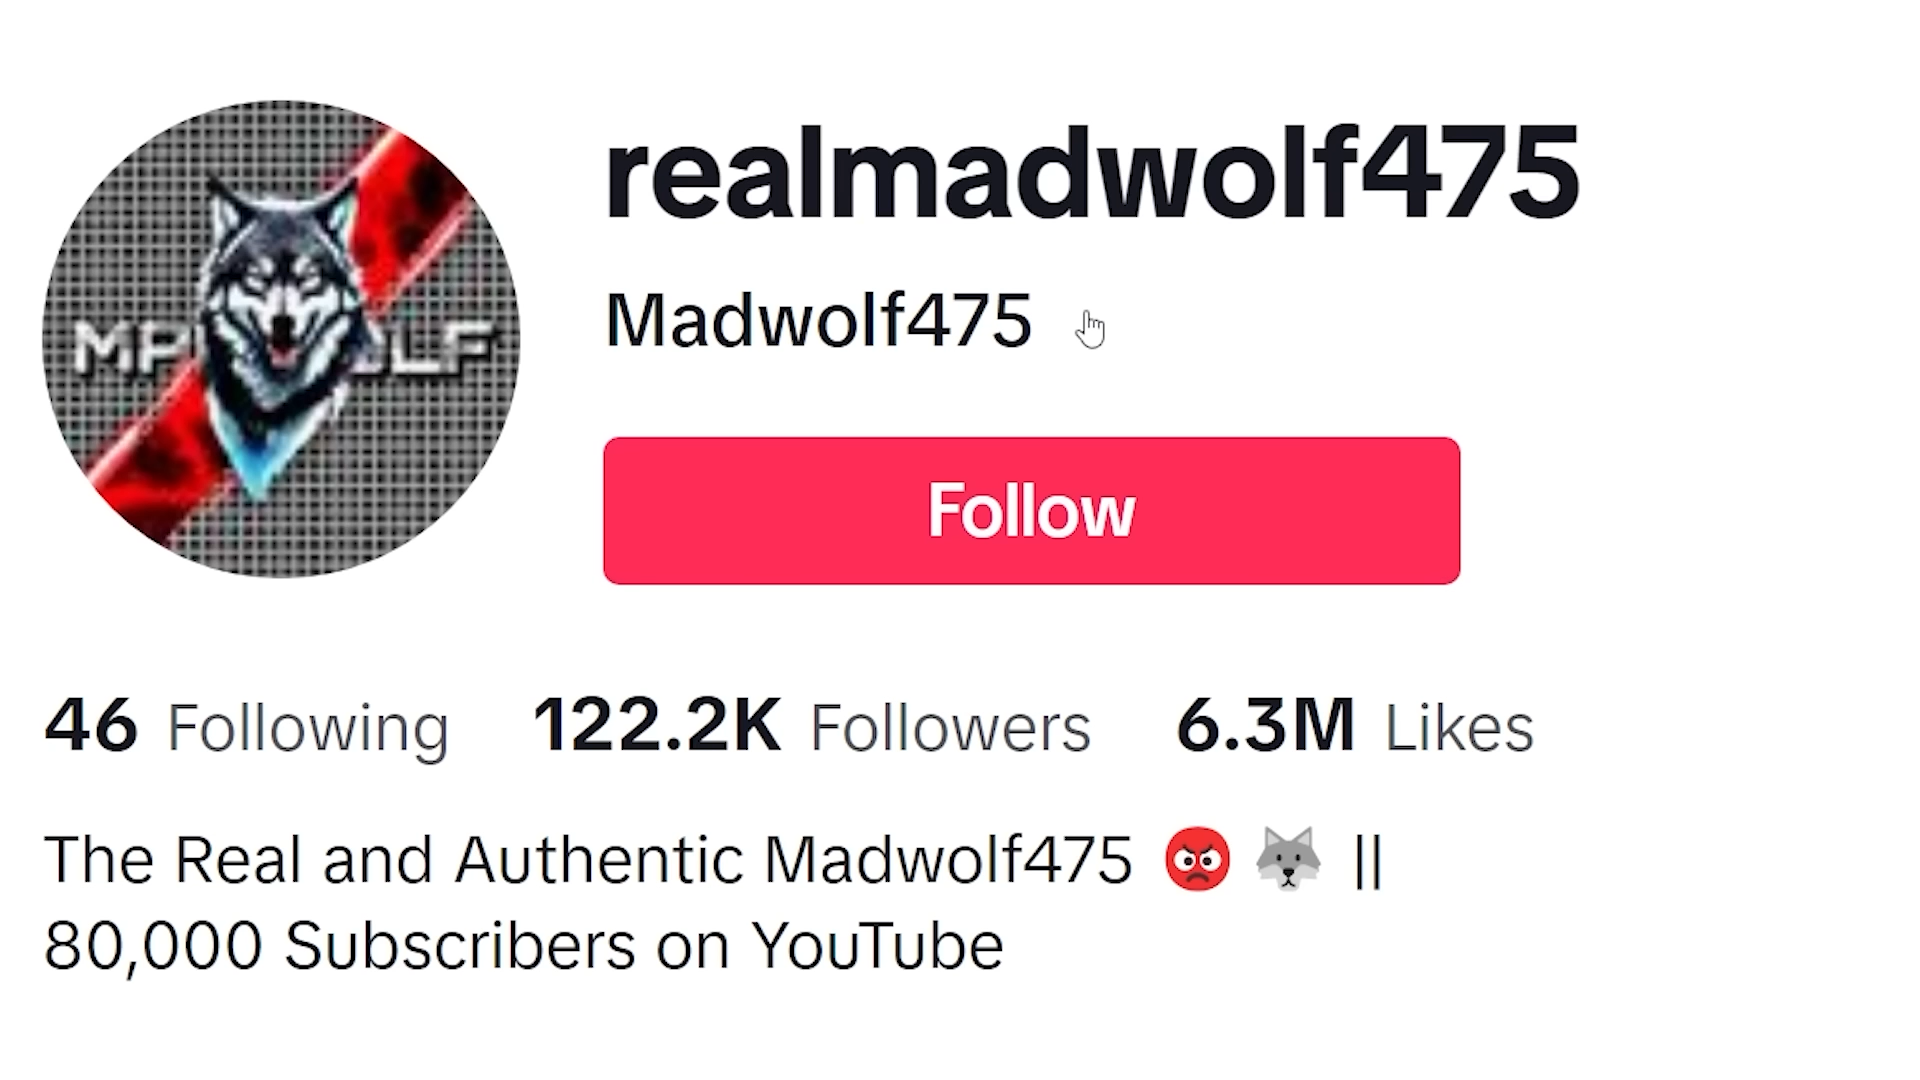 realmadwolf475
Madwolf475
Follow
46 Following 122.2K Followers 6.3M Likes
The Real and Authentic Madwolf475 😡 🐺 ||
80,000 Subscribers on YouTube